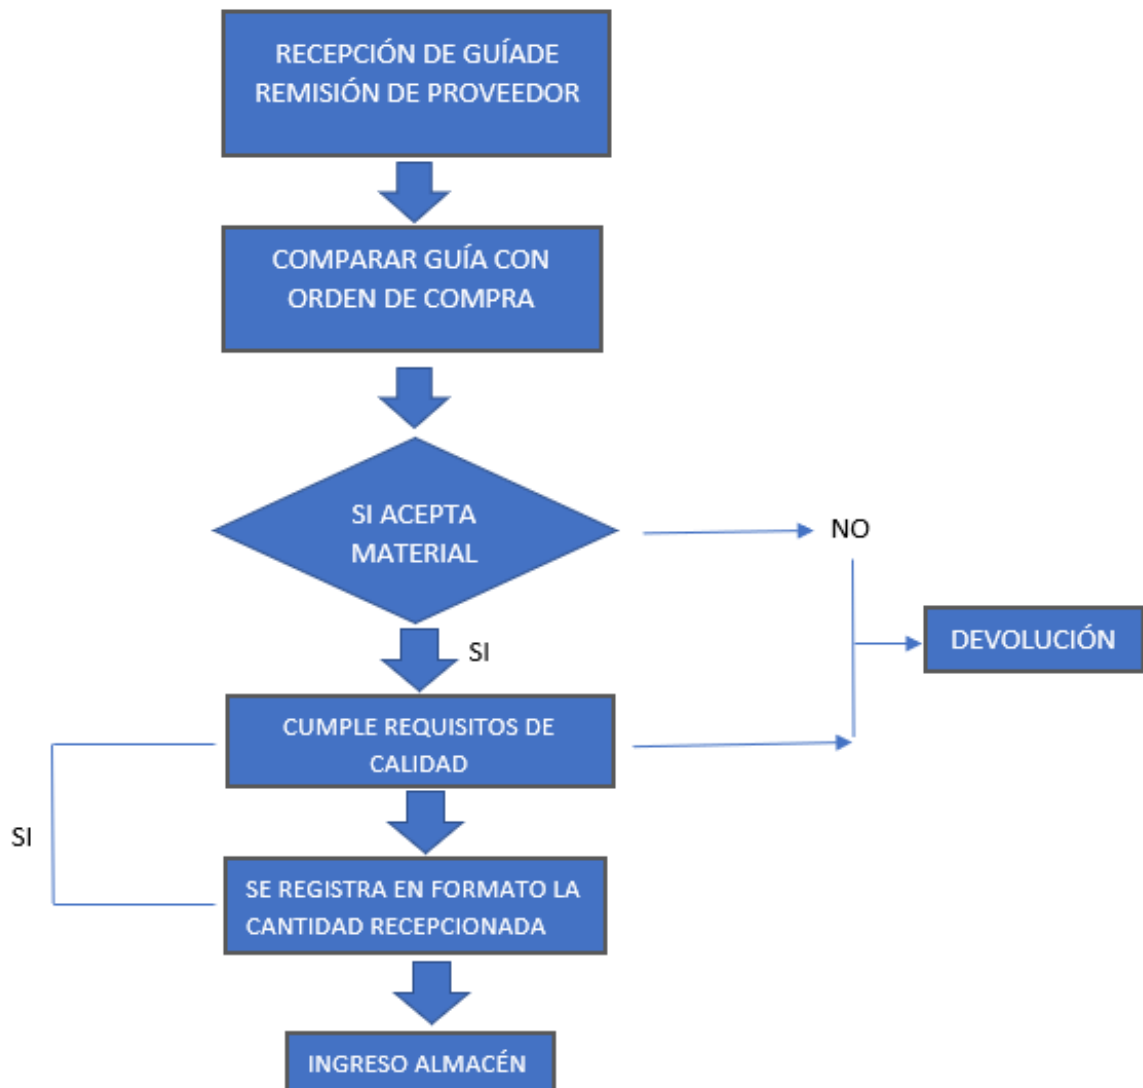 RECEPCIÓN DE GUÍADE
REMISIÓN DE PROVEEDOR
COMPARAR GUÍA CON
ORDEN DE COMPRA
SI ACEPTA
MATERIAL
NO
DEVOLUCIÓN
SI
CUMPLE REQUISITOS DE
CALIDAD
SI
SE REGISTRA EN FORMATO LA
CANTIDAD RECEPCIONADA
INGRESO ALMACÉN